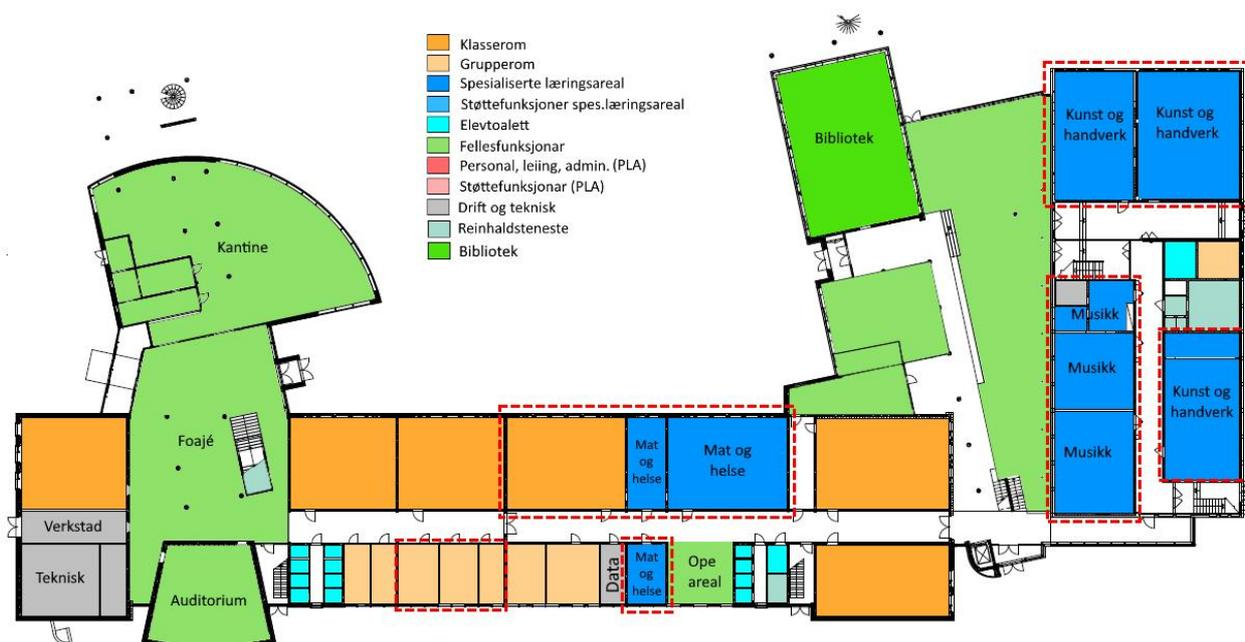 Klasserom
Grupperom
Spesialiserte læringsareal
Støttefunksjoner spes.læringsareal
Elevtoalett
Fellesfunksjonar
Personal, leiing, admin. (PLA)
Støttefunksjonar (PLA)
Drift og teknisk
Reinhaldsteneste
Bibliotek
Bibliotek
Kunst og
handverk
Kunst og
handverk
Kantine
Musikk
Musikk
Musikk
Kunst og
handverk
Foajé
Mat
og
helse
Mat og
helse
Verkstad
Teknisk
Auditorium
Data
Mat
og
helse
Ope
areal